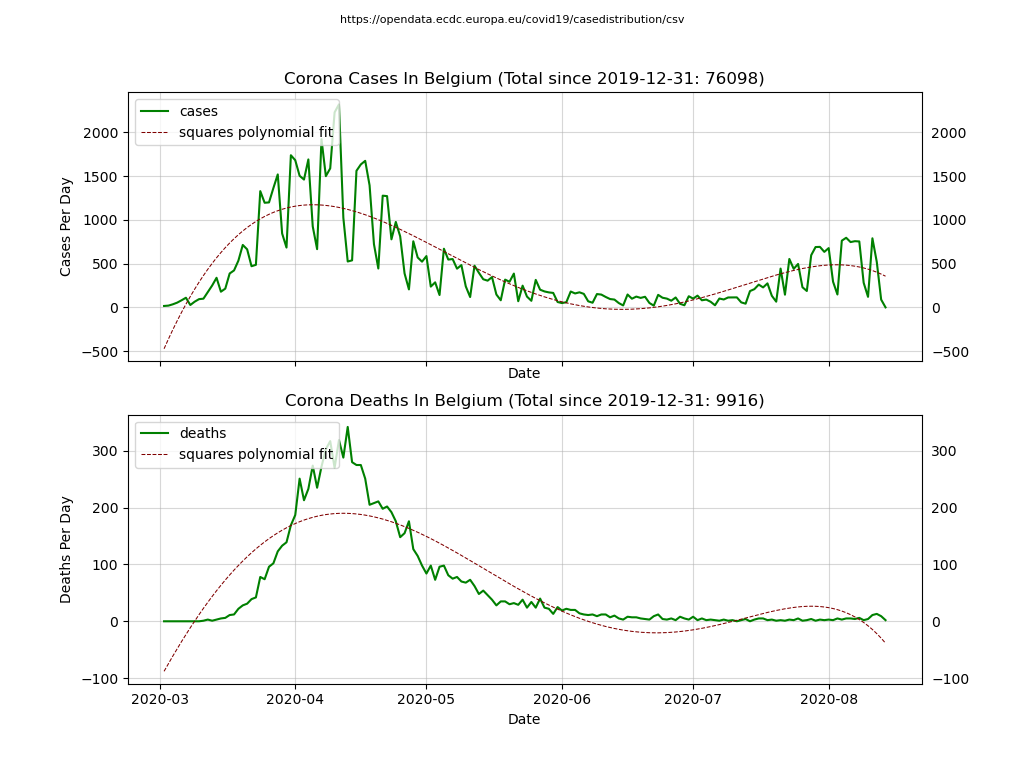 https://opendata.ecdc.europa.eu/covid19/casedistribution/csv
Corona Cases In Belgium (Total since 2019-12-31: 76098)
cases
squares polynomial fit
2000 2000
1500 1500
1000 1000
500 500
0 0
−500 −500
Cases Per Day
Date
Corona Deaths In Belgium (Total since 2019-12-31: 9916)
deaths
squares polynomial fit
300 300
200 200
100 100
0 0
−100 −100
Deaths Per Day
2020-03 2020-04 2020-05 2020-06 2020-07 2020-08
Date